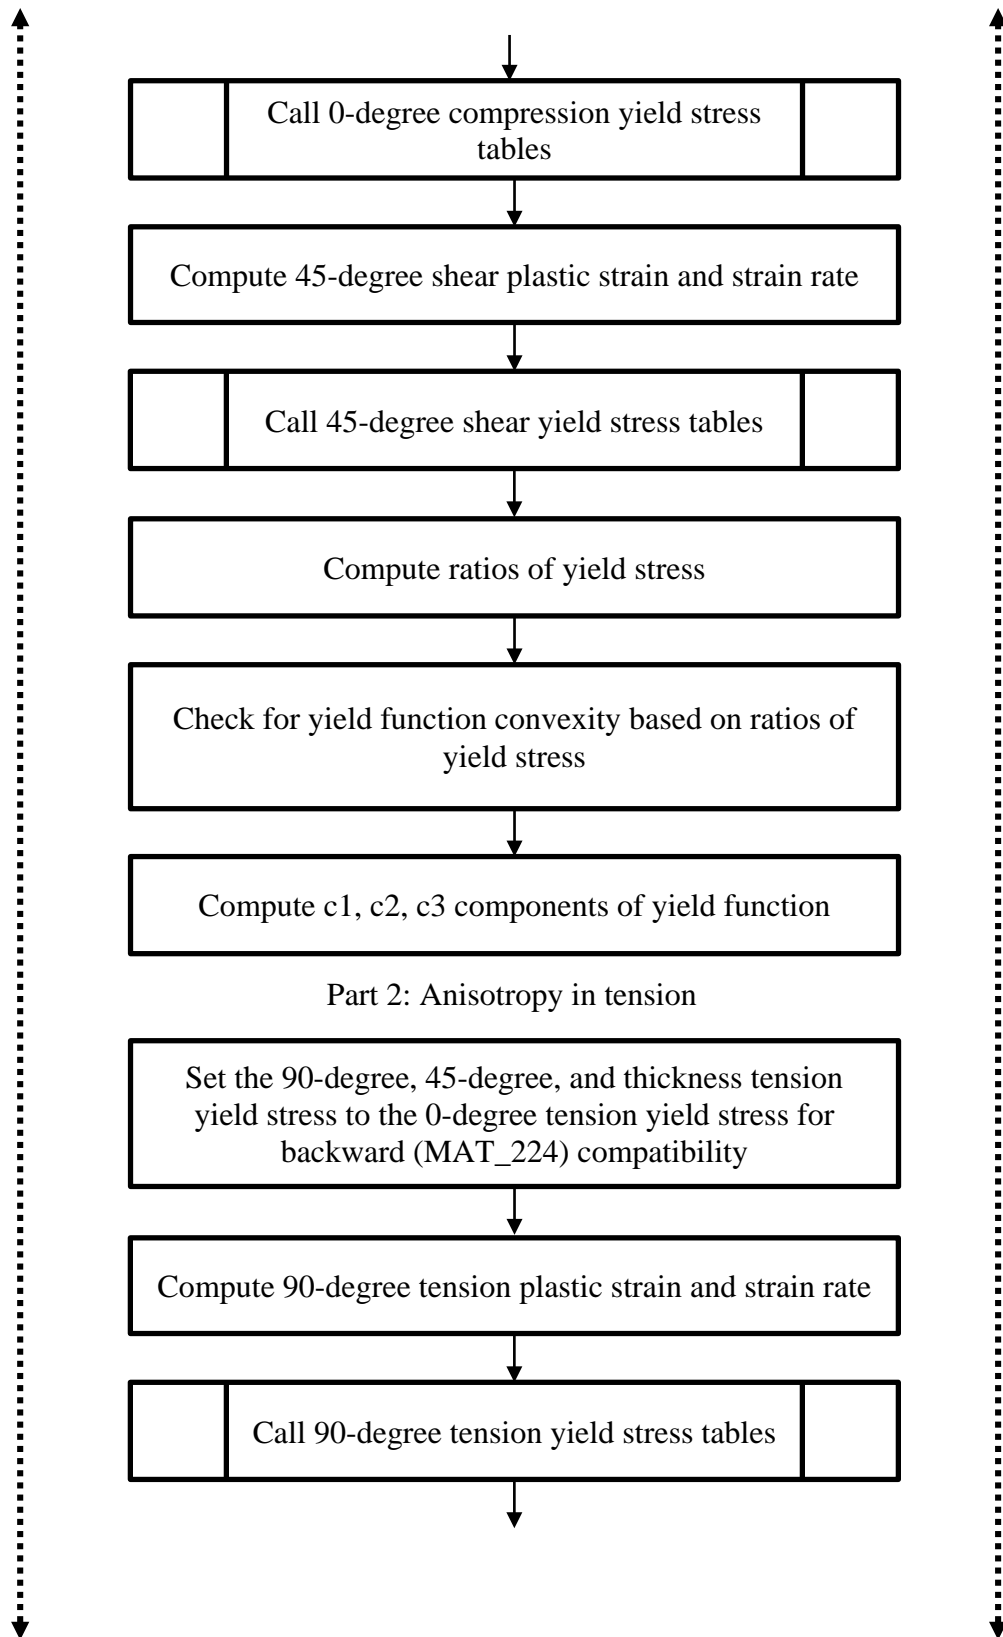 Call 0-degree compression yield stress
tables
Compute 45-degree shear plastic strain and strain rate
Call 45-degree shear yield stress tables
Compute ratios of yield stress
Check for yield function convexity based on ratios of
yield stress
Compute c1, c2, c3 components of yield function
Part 2: Anisotropy in tension
Set the 90-degree, 45-degree, and thickness tension
yield stress to the 0-degree tension yield stress for
backward (MAT_224) compatibility
Compute 90-degree tension plastic strain and strain rate
Call 90-degree tension yield stress tables